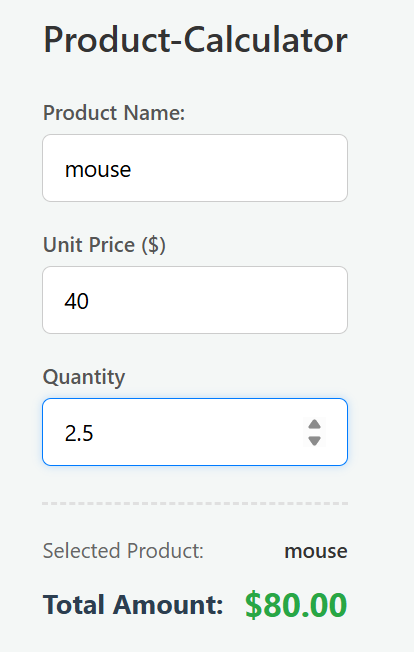 Product-Calculator
Product Name:
mouse
Unit Price ($)
40
Quantity
2.5
Selected Product: mouse
Total Amount: $80.00